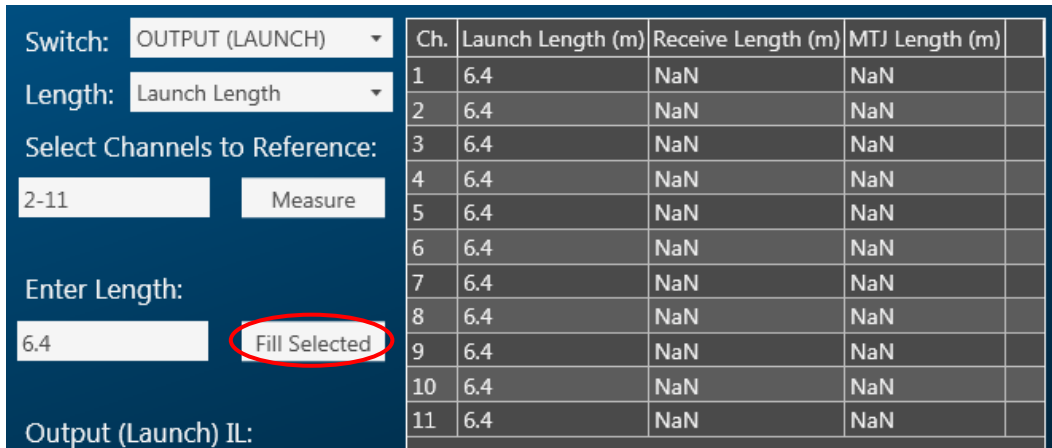 Switch: OUTPUT (LAUNCH)
Length: Launch Length
Select Channels to Reference:
2-11 Measure
Enter Length:
6.4 Fill Selected
Output (Launch) IL:
Ch. Launch Length (m) Receive Length (m) MTJ Length (m)
1 6.4 NaN NaN
2 6.4 NaN NaN
3 6.4 NaN NaN
4 6.4 NaN NaN
5 6.4 NaN NaN
6 6.4 NaN NaN
7 6.4 NaN NaN
8 6.4 NaN NaN
9 6.4 NaN NaN
10 6.4 NaN NaN
11 6.4 NaN NaN